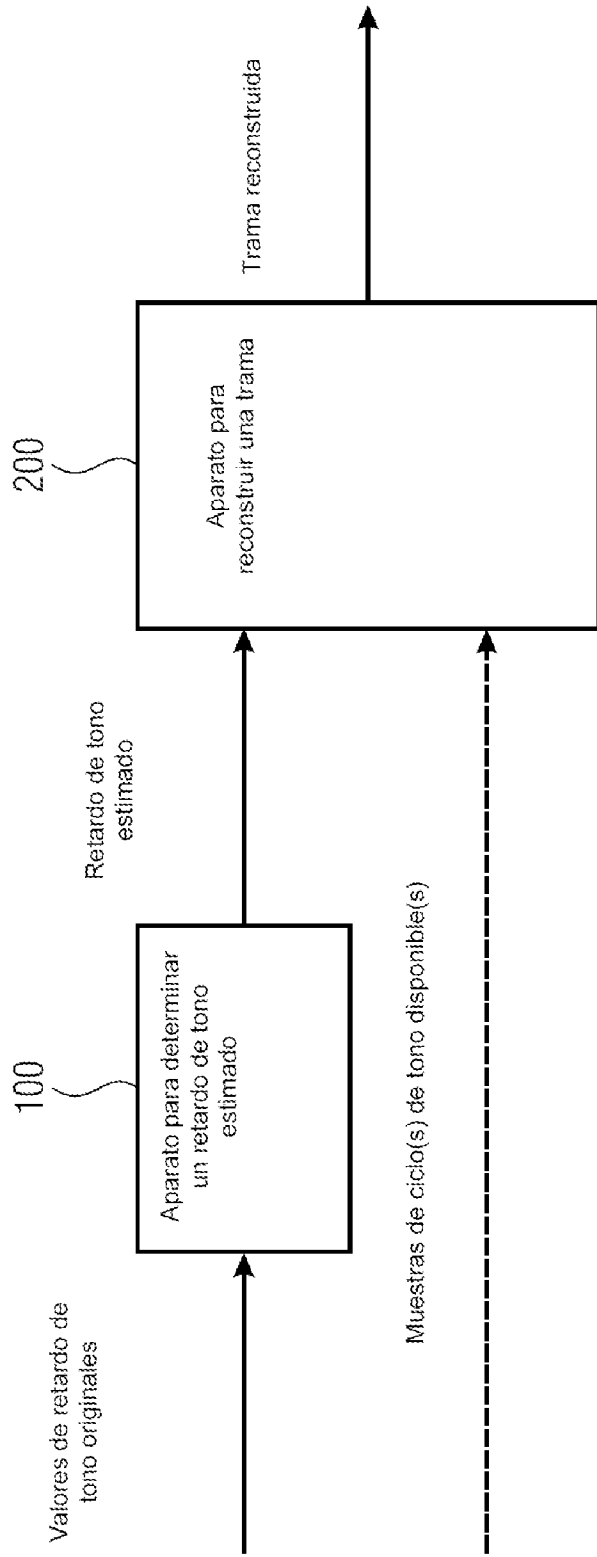 Valores de retardo de
tono originales
100
Aparato para determinar
un retardo de tono
estimado
Retardo de tono
estimado
Muestras de ciclo(s) de tono disponible(s)
200
Aparato para
reconstruir una trama
Trama reconstruida